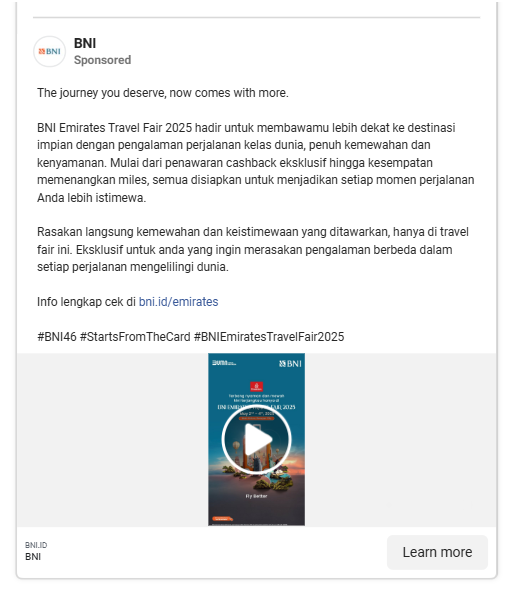 BNI
BNI
Sponsored
The journey you deserve, now comes with more.
BNI Emirates Travel Fair 2025 hadir untuk membawamu lebih dekat ke destinasi
impian dengan pengalaman perjalanan kelas dunia, penuh kemewahan dan
kenyamanan. Mulai dari penawaran cashback eksklusif hingga kesempatan
memenangkan miles, semua disiapkan untuk menjadikan setiap momen perjalanan
Anda lebih istimewa.
Rasakan langsung kemewahan dan keistimewaan yang ditawarkan, hanya di travel
fair ini. Eksklusif untuk anda yang ingin merasakan pengalaman berbeda dalam
setiap perjalanan mengelilingi dunia.
Info lengkap cek di bni.id/emirates
#BNI46 #StartsFromTheCard #BNIEmiratesTravelFair2025
BNI
Terbang nyaman dan mewah
BNI EMIRATES FAIR 2025
Fly Better
BNI.ID
BNI
Learn more